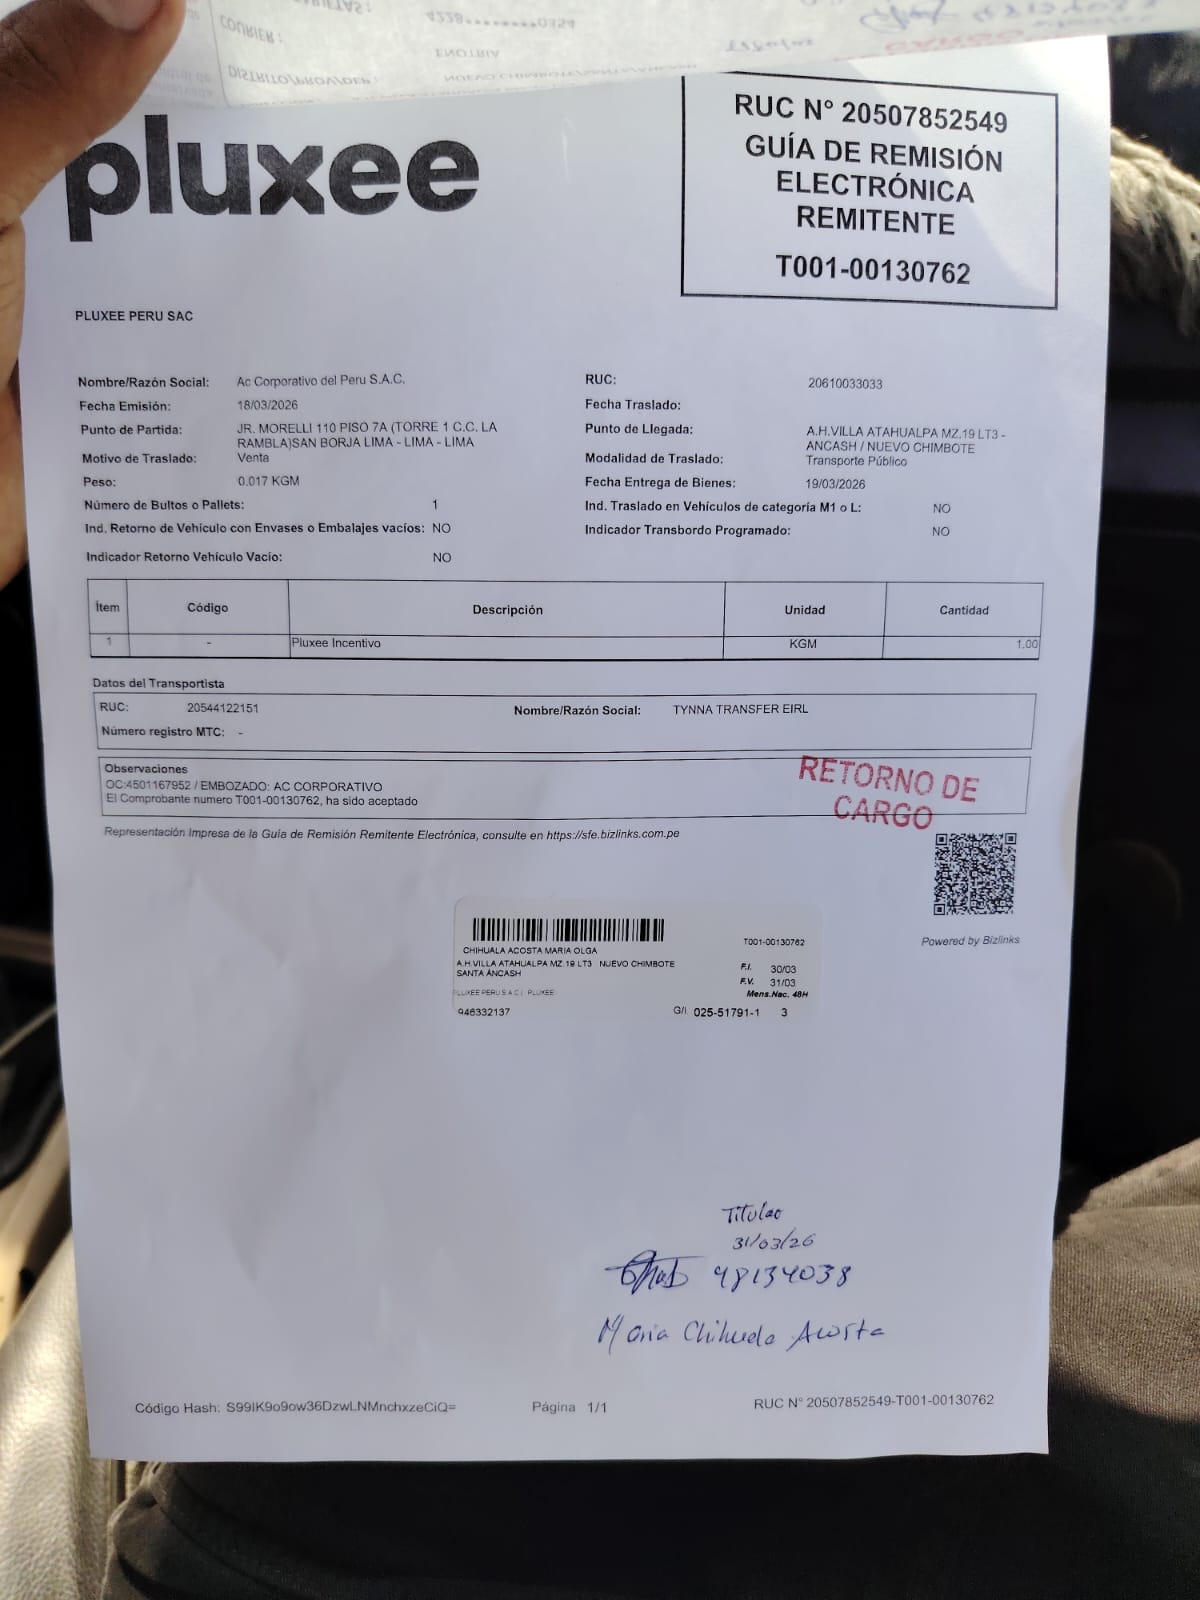 COURIER :
4228********0354
ENOTRIA
DISTRITO/PROV/DEP :
pluxee
RUC N° 20507852549
GUÍA DE REMISIÓN
ELECTRÓNICA
REMITENTE
T001-00130762
PLUXEE PERU SAC
Nombre/Razón Social: Ac Corporativo del Peru S.A.C. RUC: 20610033033
Fecha Emisión: 18/03/2026 Fecha Traslado:
Punto de Partida: JR. MORELLI 110 PISO 7A (TORRE 1 C.C. LA
RAMBLA)SAN BORJA LIMA - LIMA - LIMA
Punto de Llegada: A.H.VILLA ATAHUALPA MZ.19 LT3 -
ANCASH / NUEVO CHIMBOTE
Motivo de Traslado: Venta Modalidad de Traslado: Transporte Público
Peso: 0.017 KGM Fecha Entrega de Bienes: 19/03/2026
Número de Bultos o Pallets: 1 Ind. Traslado en Vehículos de categoría M1 o L: NO
Ind. Retorno de Vehículo con Envases o Embalajes vacíos: NO Indicador Transbordo Programado: NO
Indicador Retorno Vehículo Vacio: NO
Ítem Código Descripción Unidad Cantidad
1 - Pluxee Incentivo KGM 1.00
Datos del Transportista
RUC: 20544122151 Nombre/Razón Social: TYNNA TRANSFER EIRL
Número registro MTC: -
Observaciones
OC:4501167952 / EMBOZADO: AC CORPORATIVO
El Comprobante numero T001-00130762, ha sido aceptado
RETORNO DE
CARGO
Representación Impresa de la Guía de Remisión Remitente Electrónica, consulte en https://sfe.bizlinks.com.pe
Powered by Bizlinks
CHIHUALA ACOSTA MARIA OLGA T001-00130762
A.H.VILLA ATAHUALPA MZ.19 LT3 NUEVO CHIMBOTE
SANTA ÁNCASH
F.I. 30/03
F.V. 31/03
PLUXEE PERU S.A.C | PLUXEE Mens.Nac. 48H
946332137 G/I 025-51791-1 3
Titular
31/03/26
48134038
Maria Chihuala Acosta
Código Hash: S99IK9o9ow36DzwLNMnchxzeCiQ= Página 1/1 RUC N° 20507852549-T001-00130762